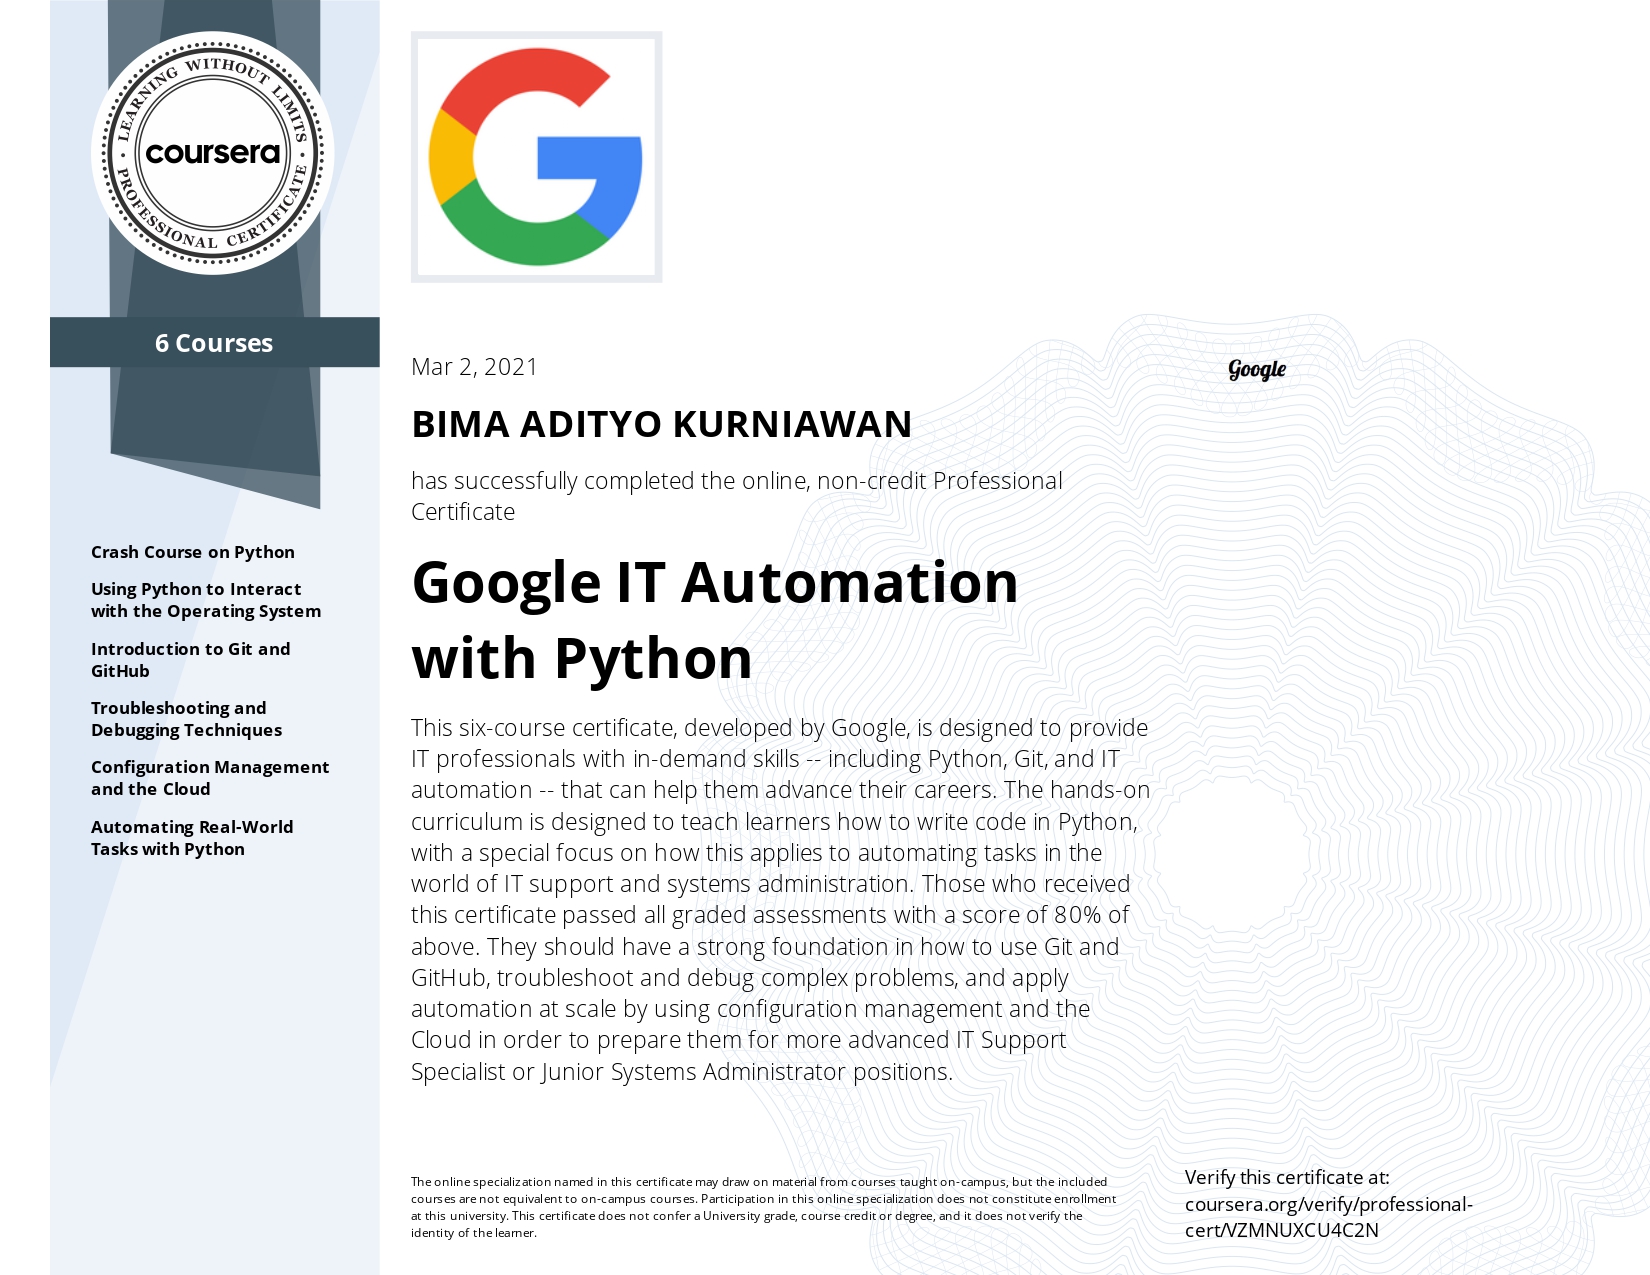 LEARNING WITHOUT LIMITS
coursera
PROFESSIONAL CERTIFICATE
6 Courses
Crash Course on Python
Using Python to Interact
with the Operating System
Introduction to Git and
GitHub
Troubleshooting and
Debugging Techniques
Configuration Management
and the Cloud
Automating Real-World
Tasks with Python
G
Mar 2, 2021
Google
BIMA ADITYO KURNIAWAN
has successfully completed the online, non-credit Professional
Certificate
Google IT Automation
with Python
This six-course certificate, developed by Google, is designed to provide
IT professionals with in-demand skills -- including Python, Git, and IT
automation -- that can help them advance their careers. The hands-on
curriculum is designed to teach learners how to write code in Python,
with a special focus on how this applies to automating tasks in the
world of IT support and systems administration. Those who received
this certificate passed all graded assessments with a score of 80% of
above. They should have a strong foundation in how to use Git and
GitHub, troubleshoot and debug complex problems, and apply
automation at scale by using configuration management and the
Cloud in order to prepare them for more advanced IT Support
Specialist or Junior Systems Administrator positions.
The online specialization named in this certificate may draw on material from courses taught on-campus, but the included
courses are not equivalent to on-campus courses. Participation in this online specialization does not constitute enrollment
at this university. This certificate does not confer a University grade, course credit or degree, and it does not verify the
identity of the learner.
Verify this certificate at:
coursera.org/verify/professional-
cert/VZMNUXCU4C2N